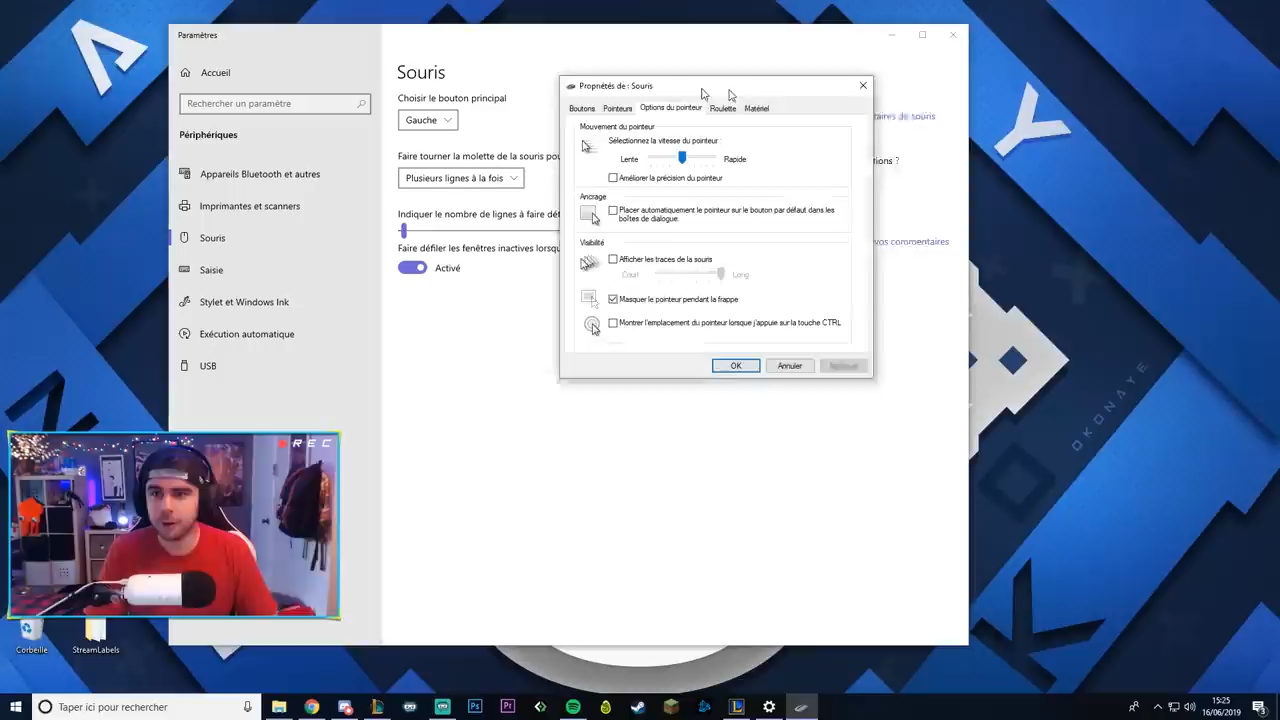 Paramètres
Accueil
Rechercher un paramètre
Périphériques
Appareils Bluetooth et autres
Imprimantes et scanners
Souris
Saisie
Stylet et Windows Ink
Exécution automatique
USB
Souris
Choisir le bouton principal
Gauche
Faire tourner la molette de la souris pou
Plusieurs lignes à la fois
Indiquer le nombre de lignes à faire déf
Faire défiler les fenêtres inactives lorsqu
Activé
Propriétés de : Souris
Boutons Pointeurs Options du pointeur Roulette Matériel
Mouvement du pointeur
Sélectionnez la vitesse du pointeur :
Lente Rapide
Améliorer la précision du pointeur
Ancrage
Placer automatiquement le pointeur sur le bouton par défaut dans les
boîtes de dialogue
Visibilité
Afficher les traces de la souris
Court Long
Masquer le pointeur pendant la frappe
Montrer l'emplacement du pointeur lorsque j'appuie sur la touche CTRL
OK Annuler
aires de souris
tions ?
vos commentaires
REC
OKONAYE
Corbeille
StreamLabels
Taper ici pour rechercher
15:25
16/06/2019